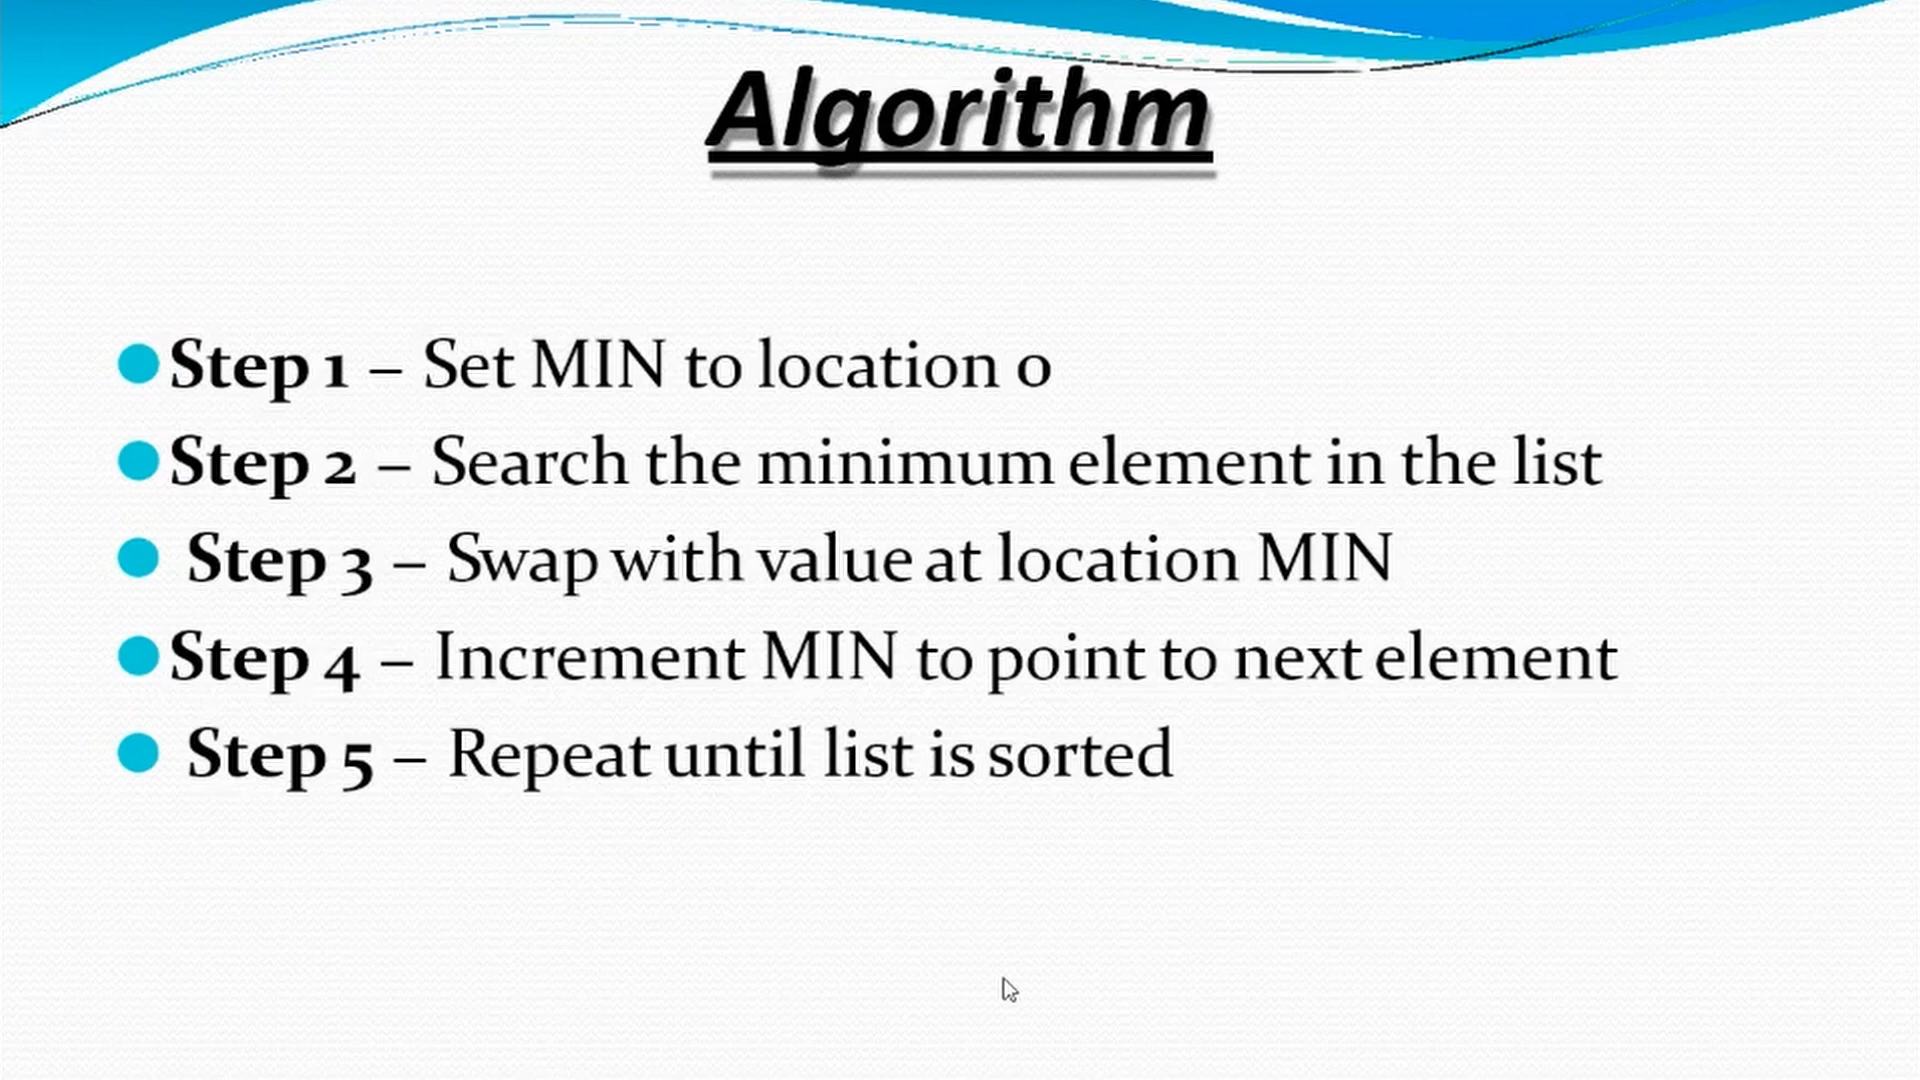 Algorithm
Step 1 – Set MIN to location 0
Step 2 – Search the minimum element in the list
Step 3 – Swap with value at location MIN
Step 4 – Increment MIN to point to next element
Step 5 – Repeat until list is sorted